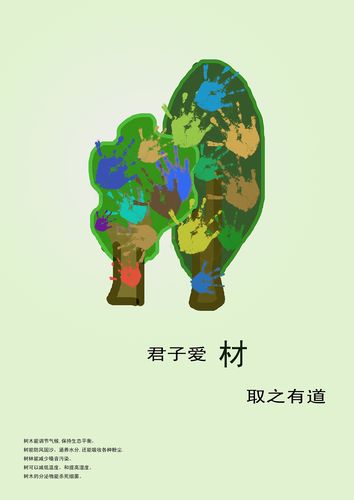 君子爱 材
取之有道
树木能调节气候,保持生态平衡。
树能防风固沙、涵养水分,还能吸收各种粉尘
树林能减少噪音污染。
树可以减低温度，和提高湿度。
树木的分泌物能杀死细菌。